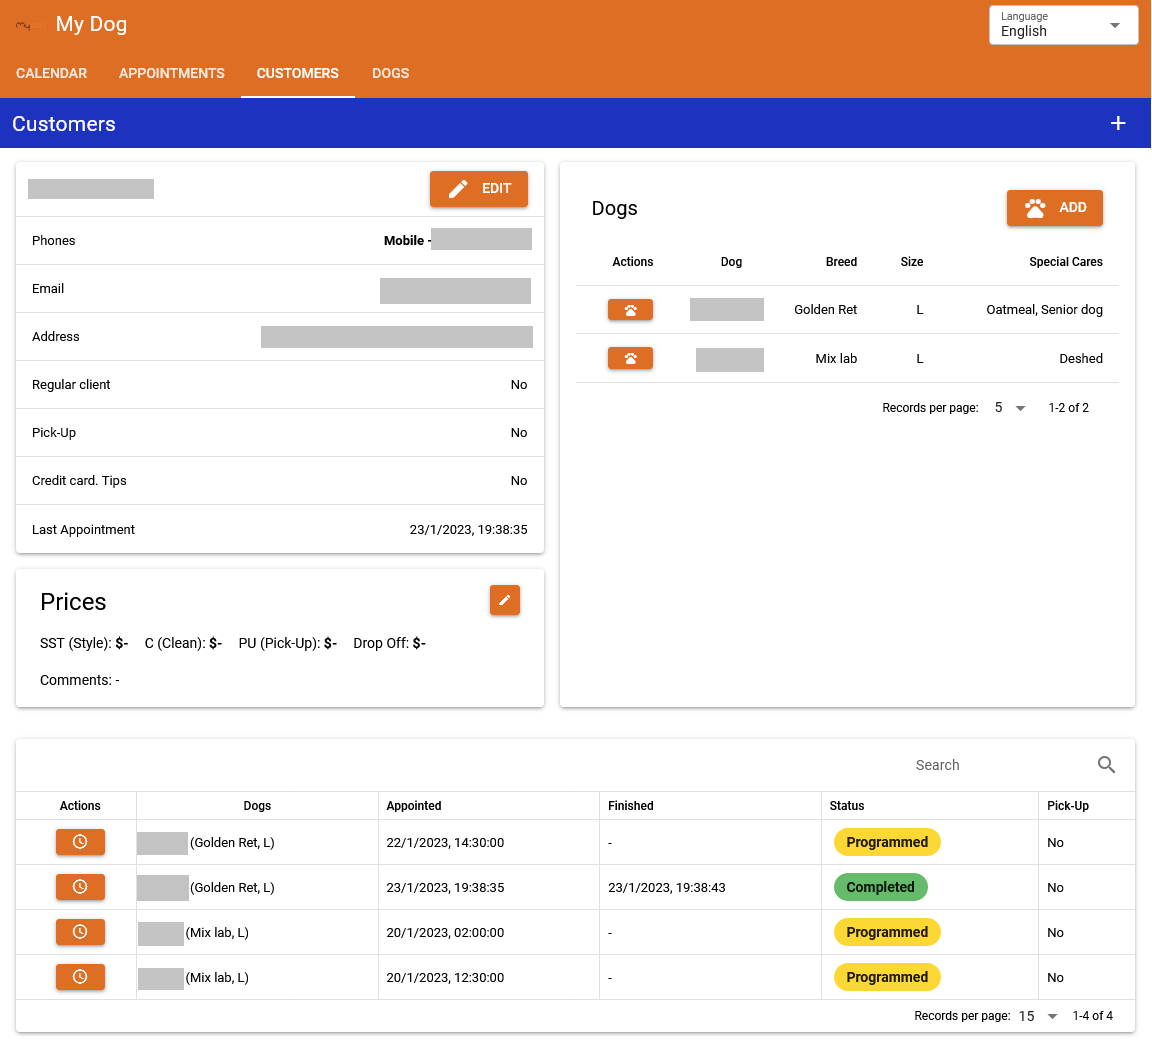 my
My Dog
Language
English
CALENDAR APPOINTMENTS CUSTOMERS DOGS
Customers
EDIT
Phones Mobile -
Email
Address
Regular client No
Pick-Up No
Credit card. Tips No
Last Appointment 23/1/2023, 19:38:35
Prices
SST (Style): $- C (Clean): $- PU (Pick-Up): $- Drop Off: $-
Comments: -
Dogs ADD
Actions Dog Breed Size Special Cares
Golden Ret L Oatmeal, Senior dog
Mix lab L Deshed
Records per page: 5 1-2 of 2
Search
Actions Dogs Appointed Finished Status Pick-Up
(Golden Ret, L) 22/1/2023, 14:30:00 - Programmed No
(Golden Ret, L) 23/1/2023, 19:38:35 23/1/2023, 19:38:43 Completed No
(Mix lab, L) 20/1/2023, 02:00:00 - Programmed No
(Mix lab, L) 20/1/2023, 12:30:00 - Programmed No
Records per page: 15 1-4 of 4